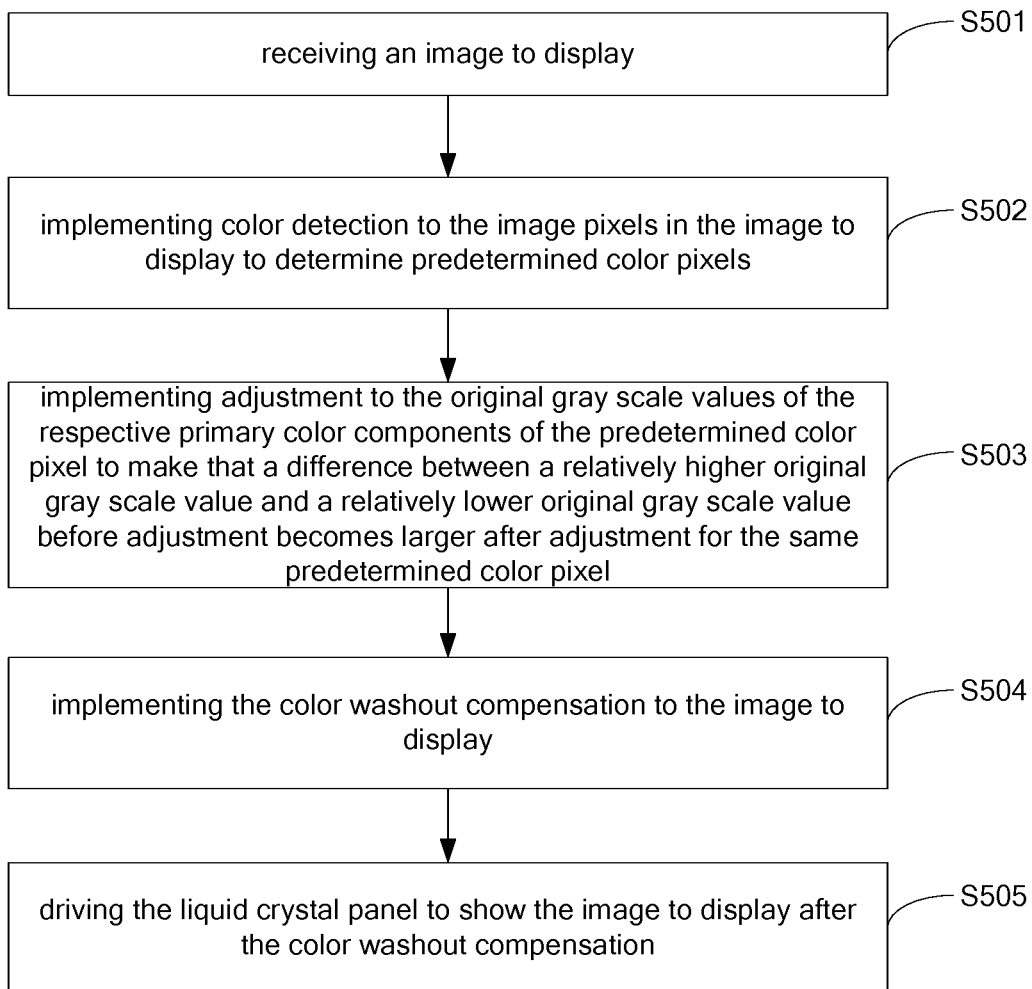 S501
receiving an image to display
S502
implementing color detection to the image pixels in the image to
display to determine predetermined color pixels
implementing adjustment to the original gray scale values of the
respective primary color components of the predetermined color
pixel to make that a difference between a relatively higher original
gray scale value and a relatively lower original gray scale value
before adjustment becomes larger after adjustment for the same
predetermined color pixel
S503
implementing the color washout compensation to the image to
display
S504
driving the liquid crystal panel to show the image to display after
the color washout compensation
S505